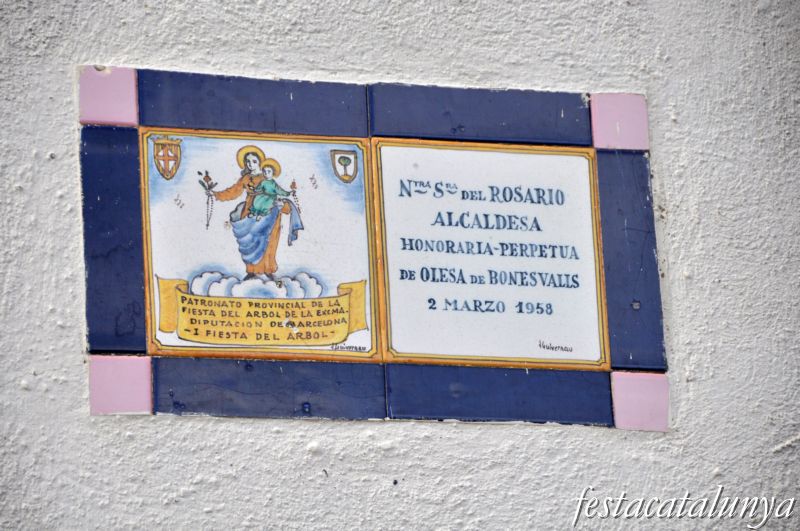 PATRONATO PROVINCIAL DE LA
FIESTA DEL ARBOL DE LA EXCMA.
DIPUTACION DE BARCELONA
- I FIESTA DEL ARBOL -
NTRA SRA DEL ROSARIO
ALCALDESA
HONORARIA-PERPETUA
DE OLESA DE BONESVALLS
2 MARZO 1958
festacatalunya